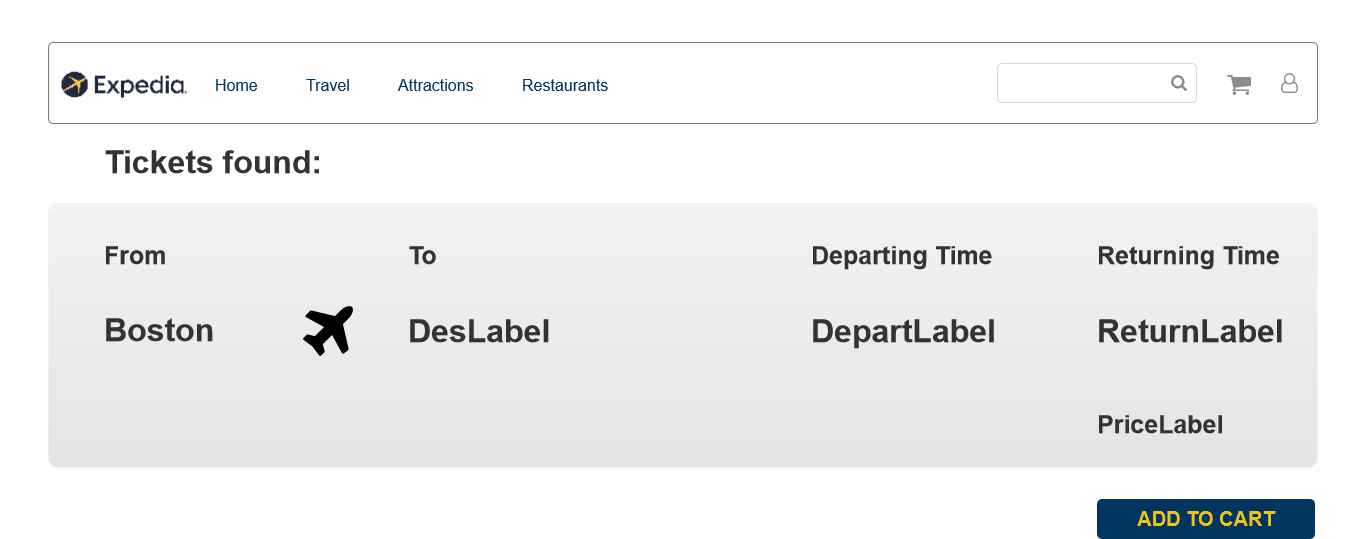 Expedia.
Home Travel Attractions Restaurants
Tickets found:
From To Departing Time Returning Time
Boston DesLabel DepartLabel ReturnLabel
PriceLabel
ADD TO CART